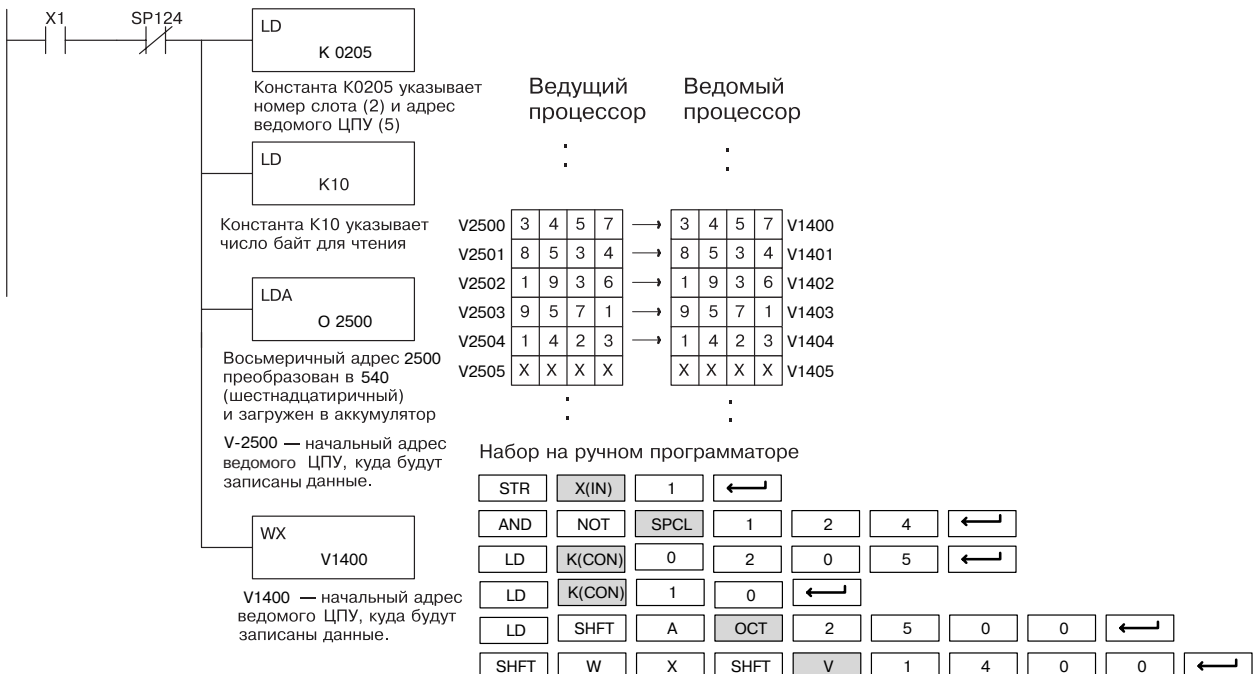 X1
SP124
LD
K 0205
Константа К0205 указывает
номер слота (2) и адрес
ведомого ЦПУ (5)
LD
K10
Константа К10 указывает
число байт для чтения
LDA
O 2500
Восьмеричный адрес 2500
преобразован в 540
(шестнадцатиричный)
и загружен в аккумулятор
V-2500 — начальный адрес
ведомого ЦПУ, куда будут
записаны данные.
WX
V1400
V1400 — начальный адрес
ведомого ЦПУ, куда будут
записаны данные.
Ведущий
процессор
Ведомый
процессор
V2500 3 4 5 7 → 3 4 5 7 V1400
V2501 8 5 3 4 → 8 5 3 4 V1401
V2502 1 9 3 6 → 1 9 3 6 V1402
V2503 9 5 7 1 → 9 5 7 1 V1403
V2504 1 4 2 3 → 1 4 2 3 V1404
V2505 X X X X X X X X V1405
Набор на ручном программаторе
STR X(IN) 1
AND NOT SPCL 1 2 4
LD K(CON) 0 2 0 5
LD K(CON) 1 0
LD SHFT A OCT 2 5 0 0
SHFT W X SHFT V 1 4 0 0